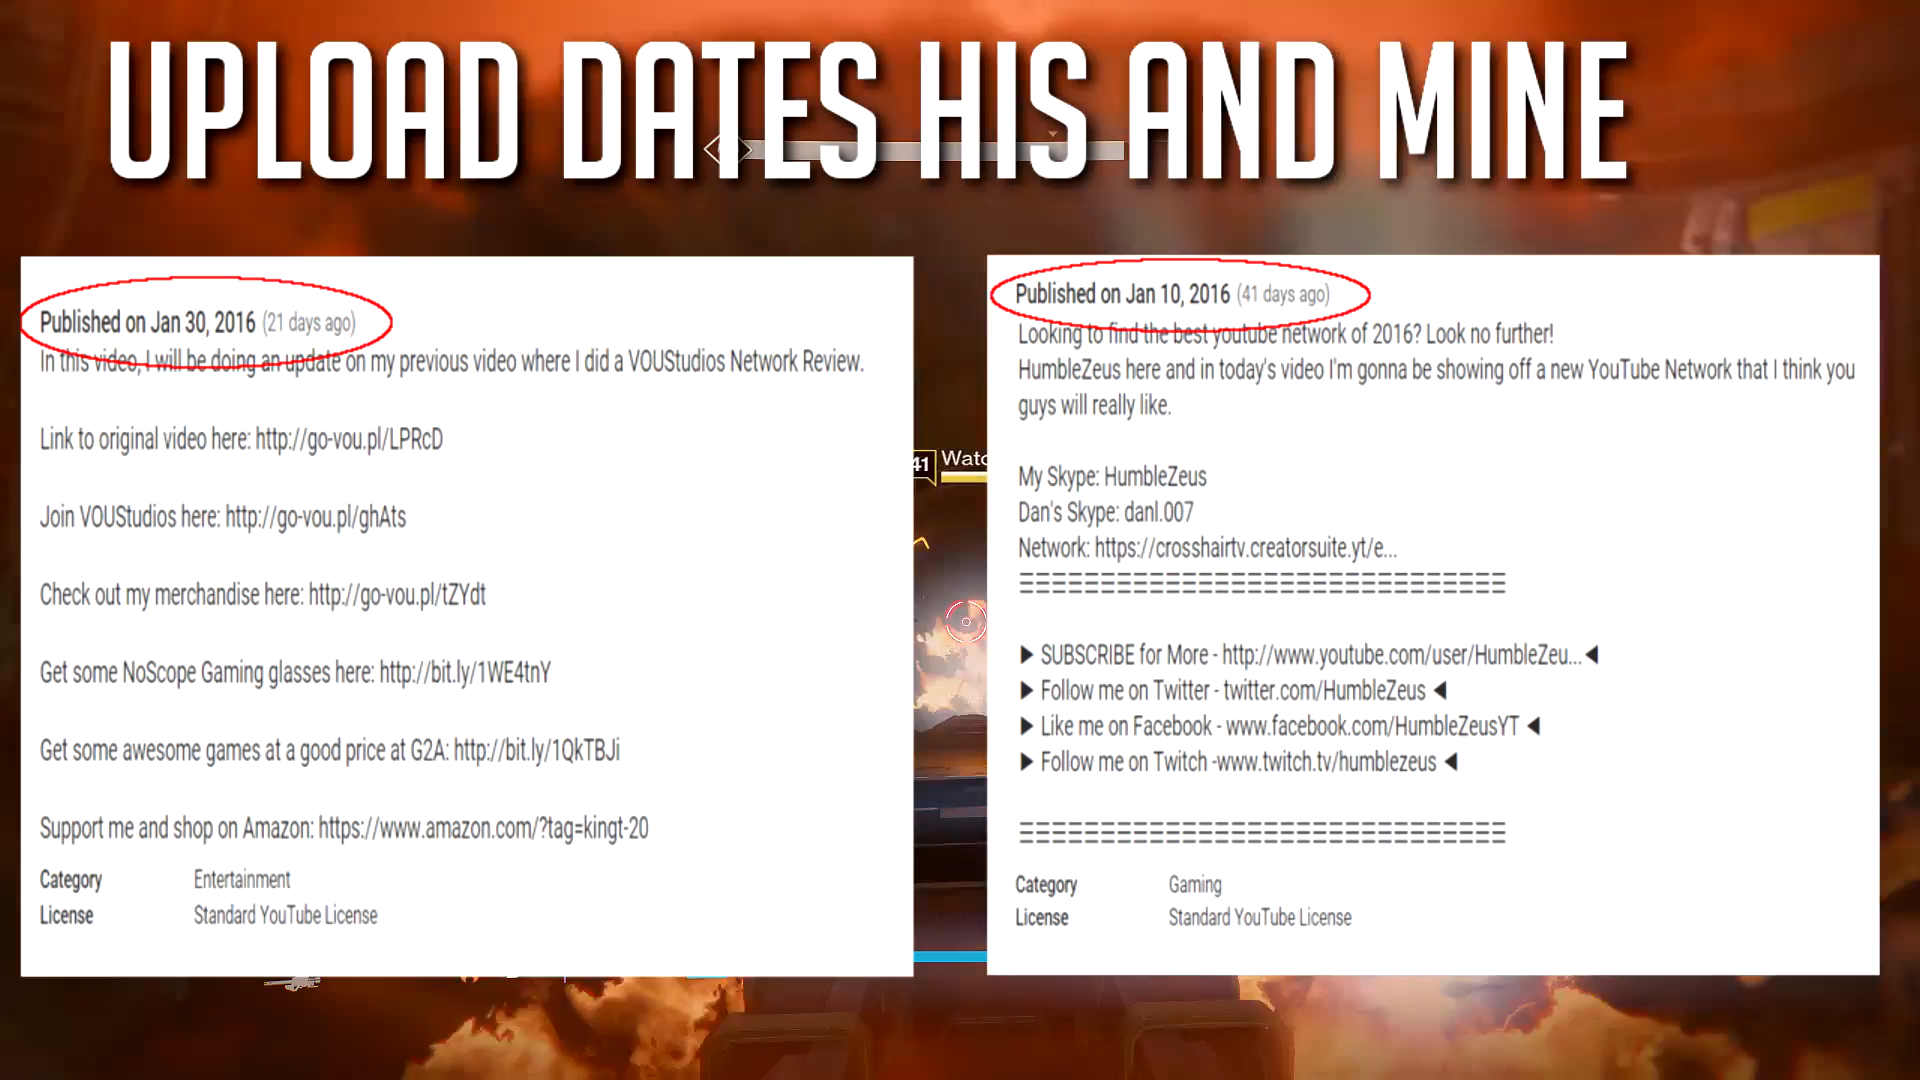 UPLOAD DATES HIS AND MINE
Published on Jan 30, 2016 (21 days ago)
In this video, I will be doing an update on my previous video where I did a VOUStudios Network Review.
Link to original video here: http://go-vou.pl/LPRcD
Join VOUStudios here: http://go-vou.pl/ghAts
Check out my merchandise here: http://go-vou.pl/tZYdt
Get some NoScope Gaming glasses here: http://bit.ly/1WE4tnY
Get some awesome games at a good price at G2A: http://bit.ly/1QkTBJi
Support me and shop on Amazon: https://www.amazon.com/?tag=kingt-20
Category Entertainment
License Standard YouTube License
41 Watc
Published on Jan 10, 2016 (41 days ago)
Looking to find the best youtube network of 2016? Look no further!
HumbleZeus here and in today's video I'm gonna be showing off a new YouTube Network that I think you
guys will really like.
My Skype: HumbleZeus
Dan's Skype: danl.007
Network: https://crosshairtv.creatorsuite.yt/e...
==============================
▶ SUBSCRIBE for More - http://www.youtube.com/user/HumbleZeu...◀
▶ Follow me on Twitter - twitter.com/HumbleZeus ◀
▶ Like me on Facebook - www.facebook.com/HumbleZeusYT ◀
▶ Follow me on Twitch -www.twitch.tv/humblezeus ◀
==============================
Category Gaming
License Standard YouTube License